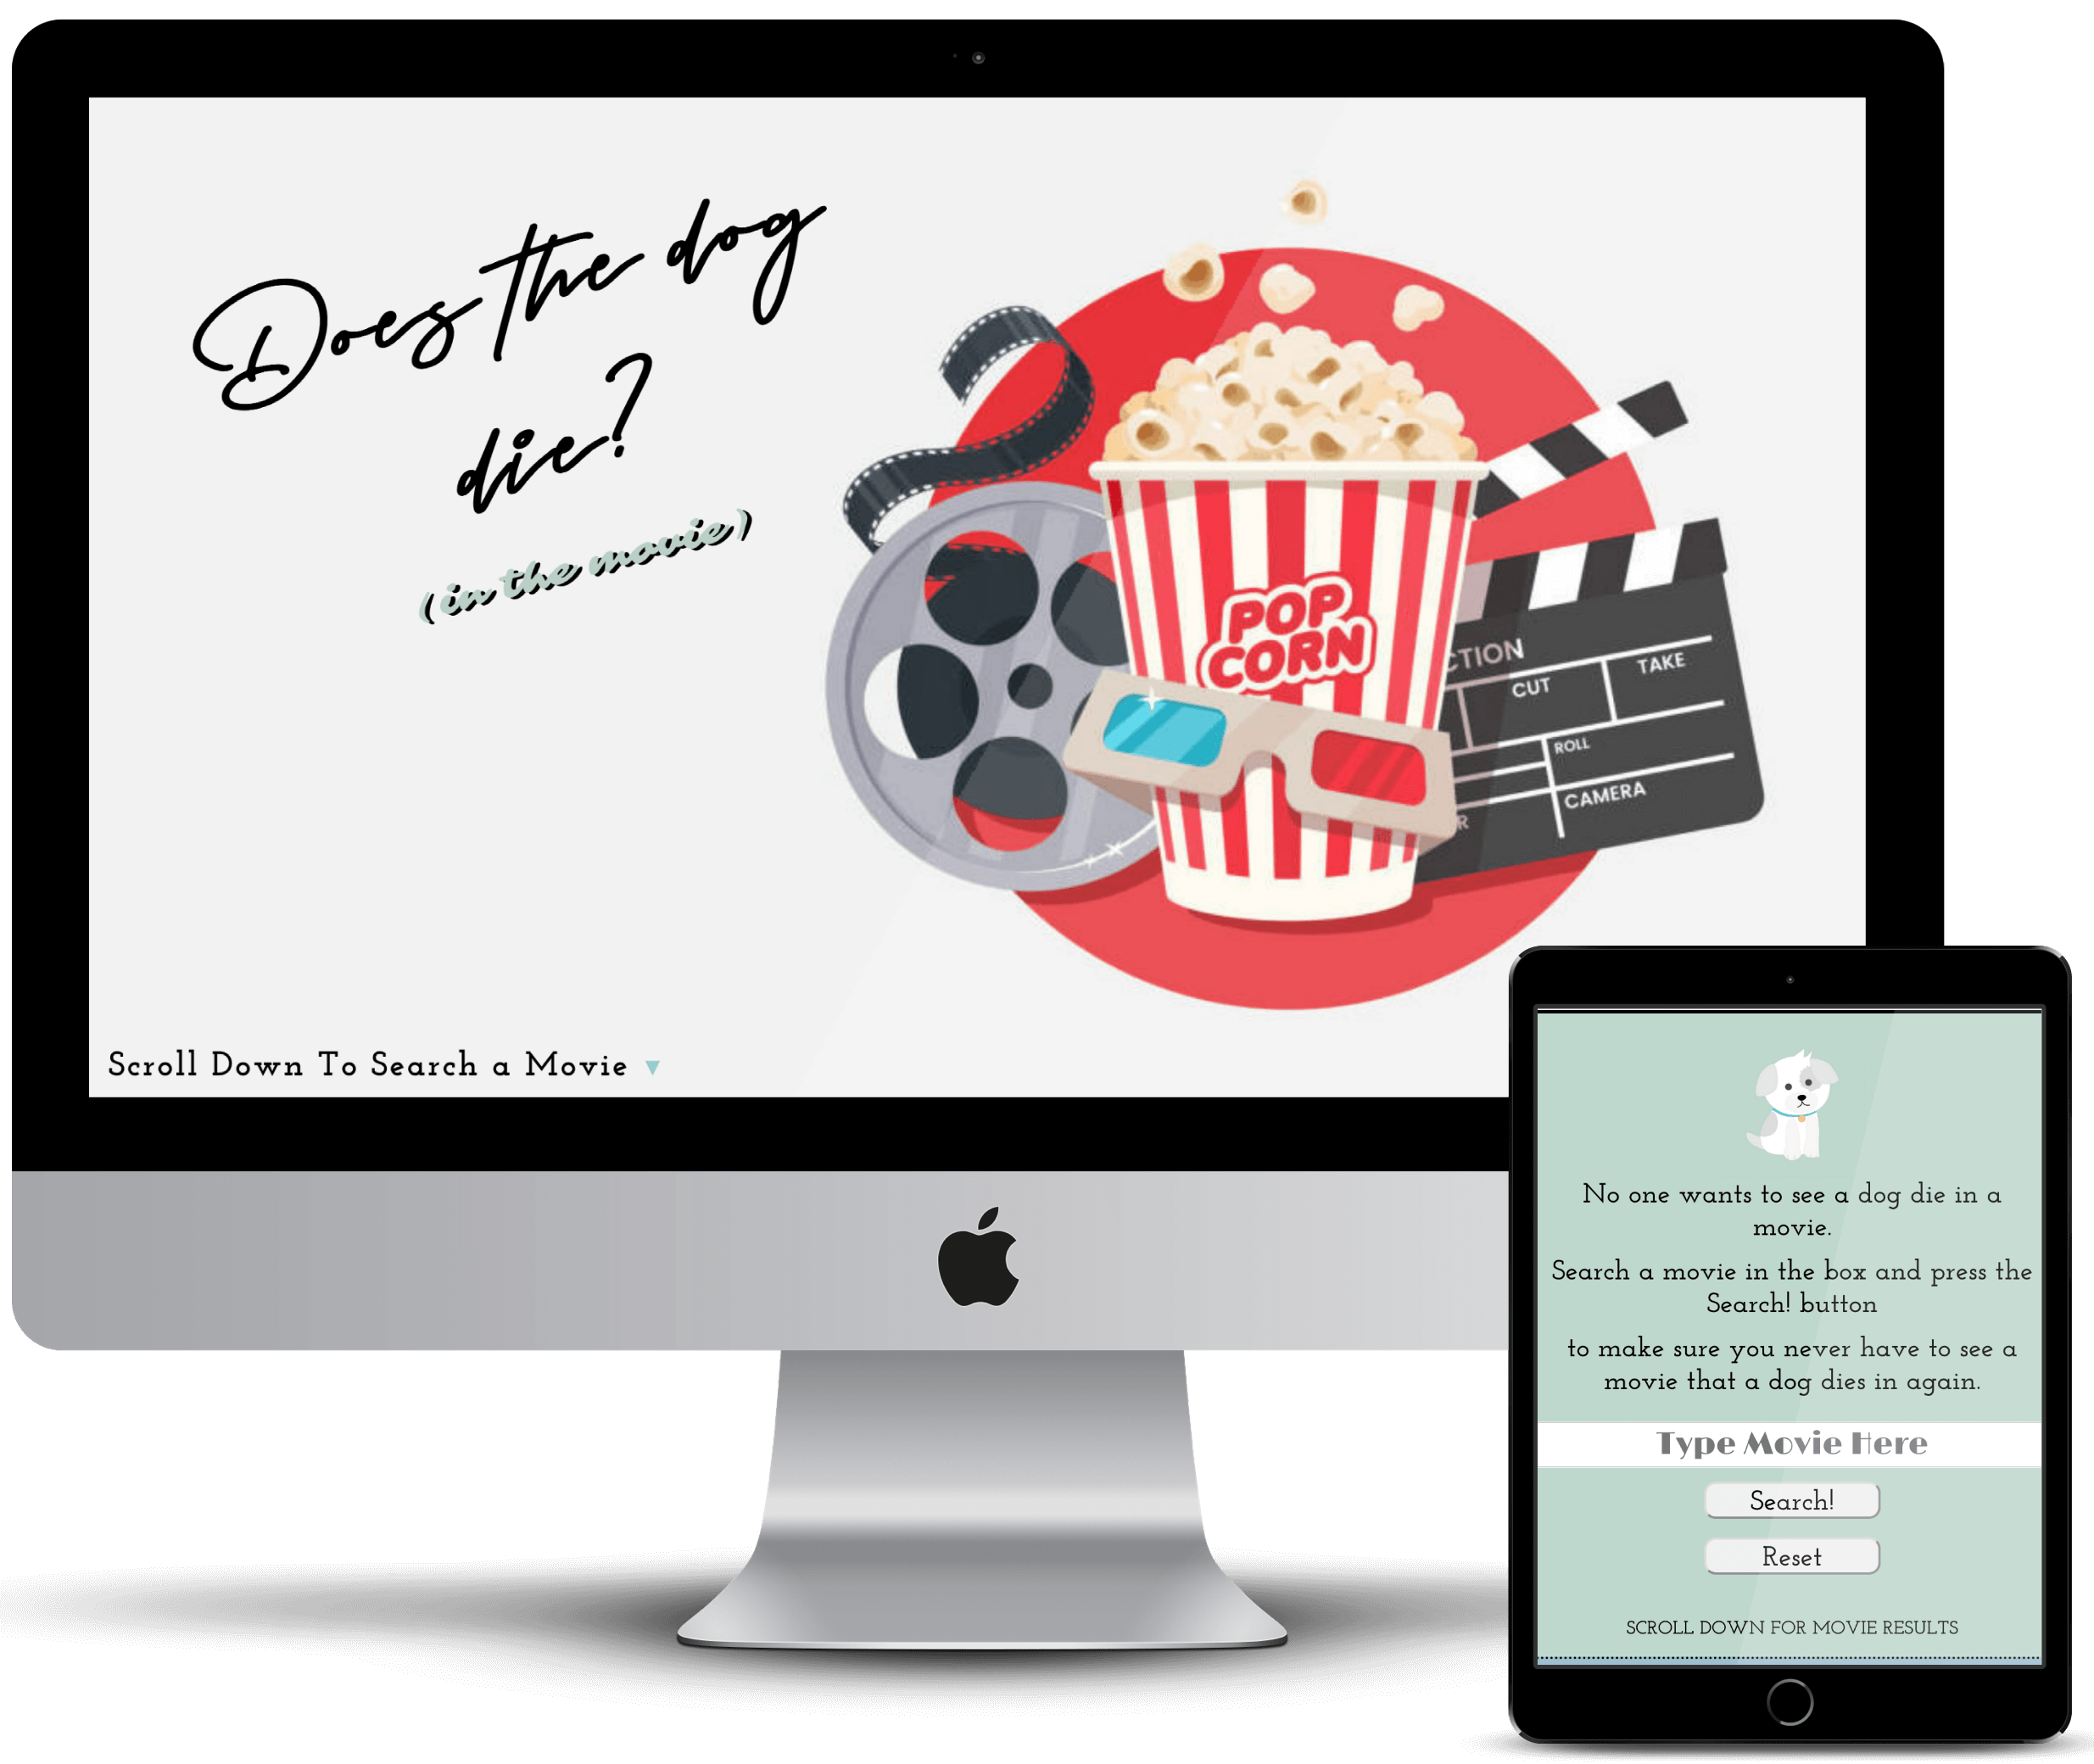 Does the dog
die?
(in the movie)
POP
CORN
CTION
CUT
TAKE
ROLL
CAMERA
R
Scroll Down To Search a Movie ▼
No one wants to see a dog die in a
movie.
Search a movie in the box and press the
Search! button
to make sure you never have to see a
movie that a dog dies in again.
Type Movie Here
Search!
Reset
SCROLL DOWN FOR MOVIE RESULTS